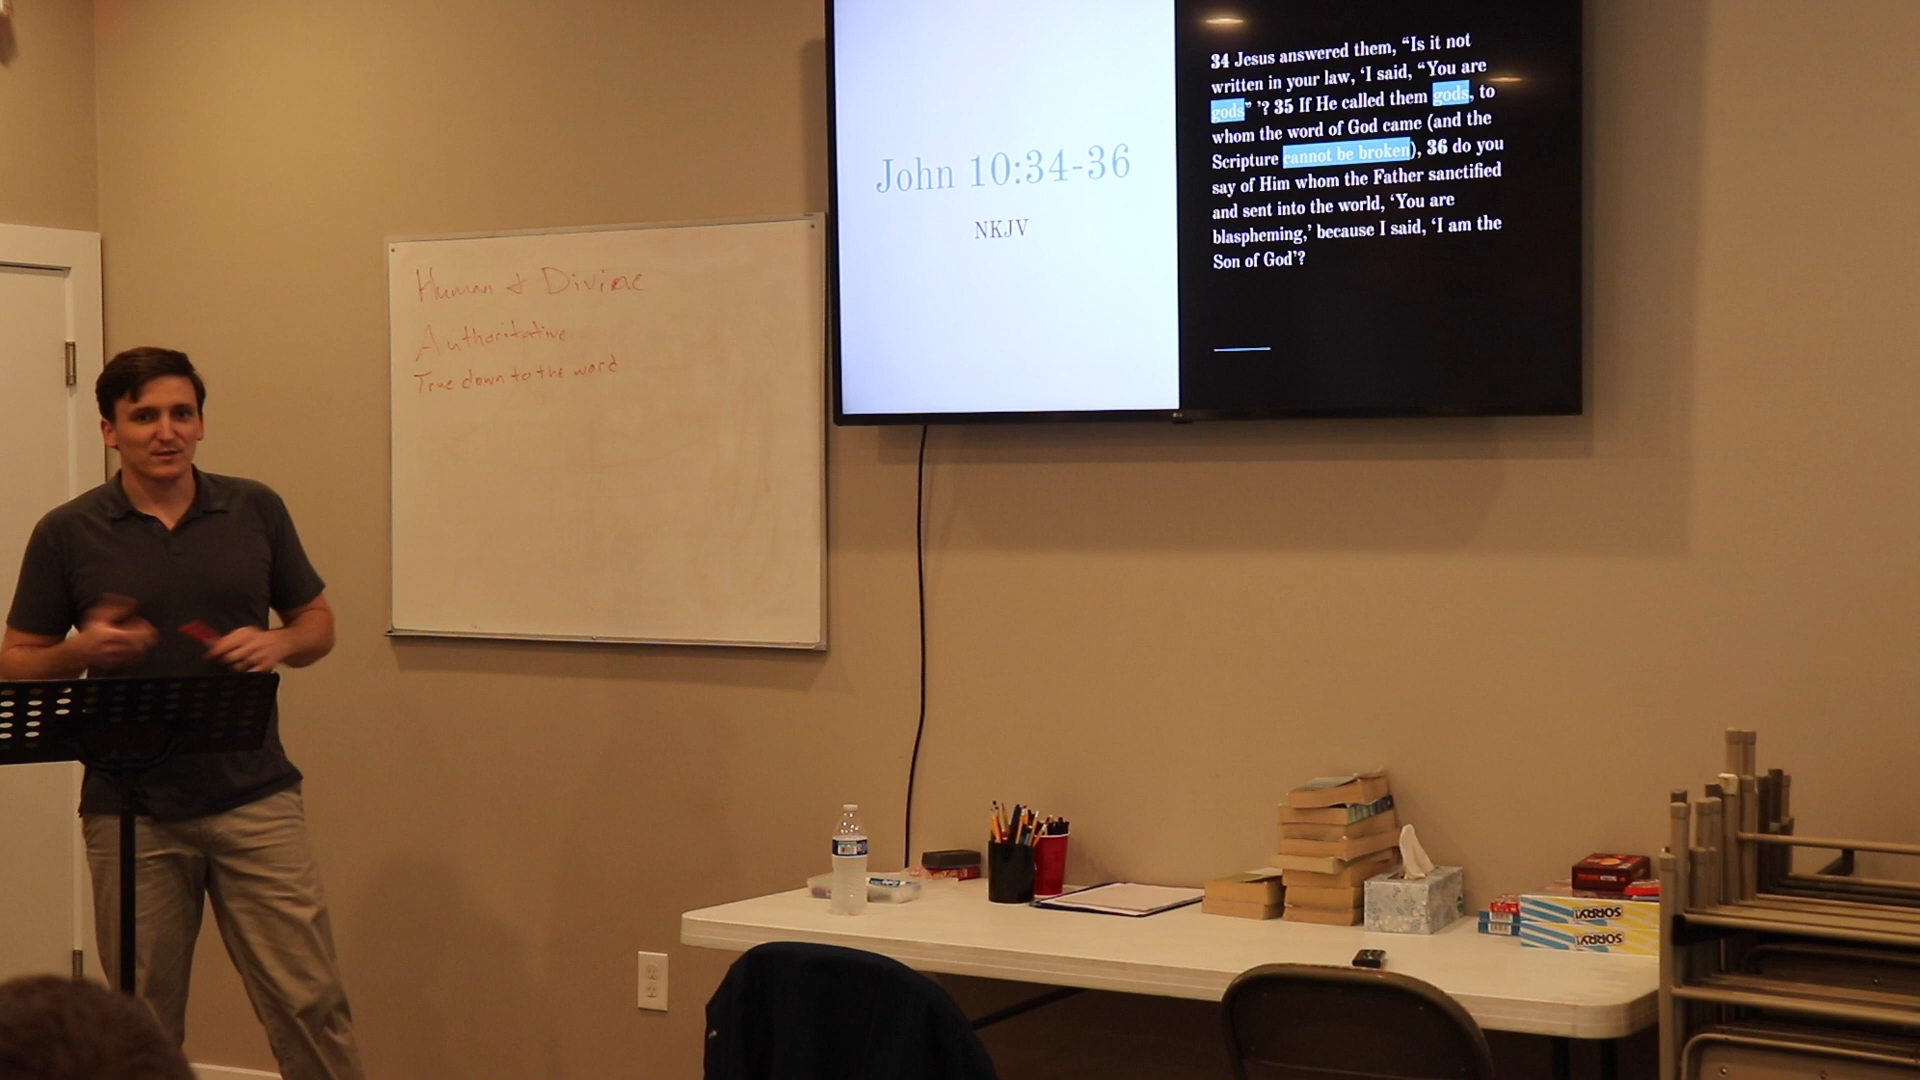 Human & Divine
Authoritative
True down to the word
John 10:34-36
NKJV
34 Jesus answered them, “Is it not
written in your law, ‘I said, “You are
gods” ’? 35 If He called them gods, to
whom the word of God came (and the
Scripture cannot be broken), 36 do you
say of Him whom the Father sanctified
and sent into the world, ‘You are
blaspheming,’ because I said, ‘I am the
Son of God’?
LG
SORRY!
SORRY!